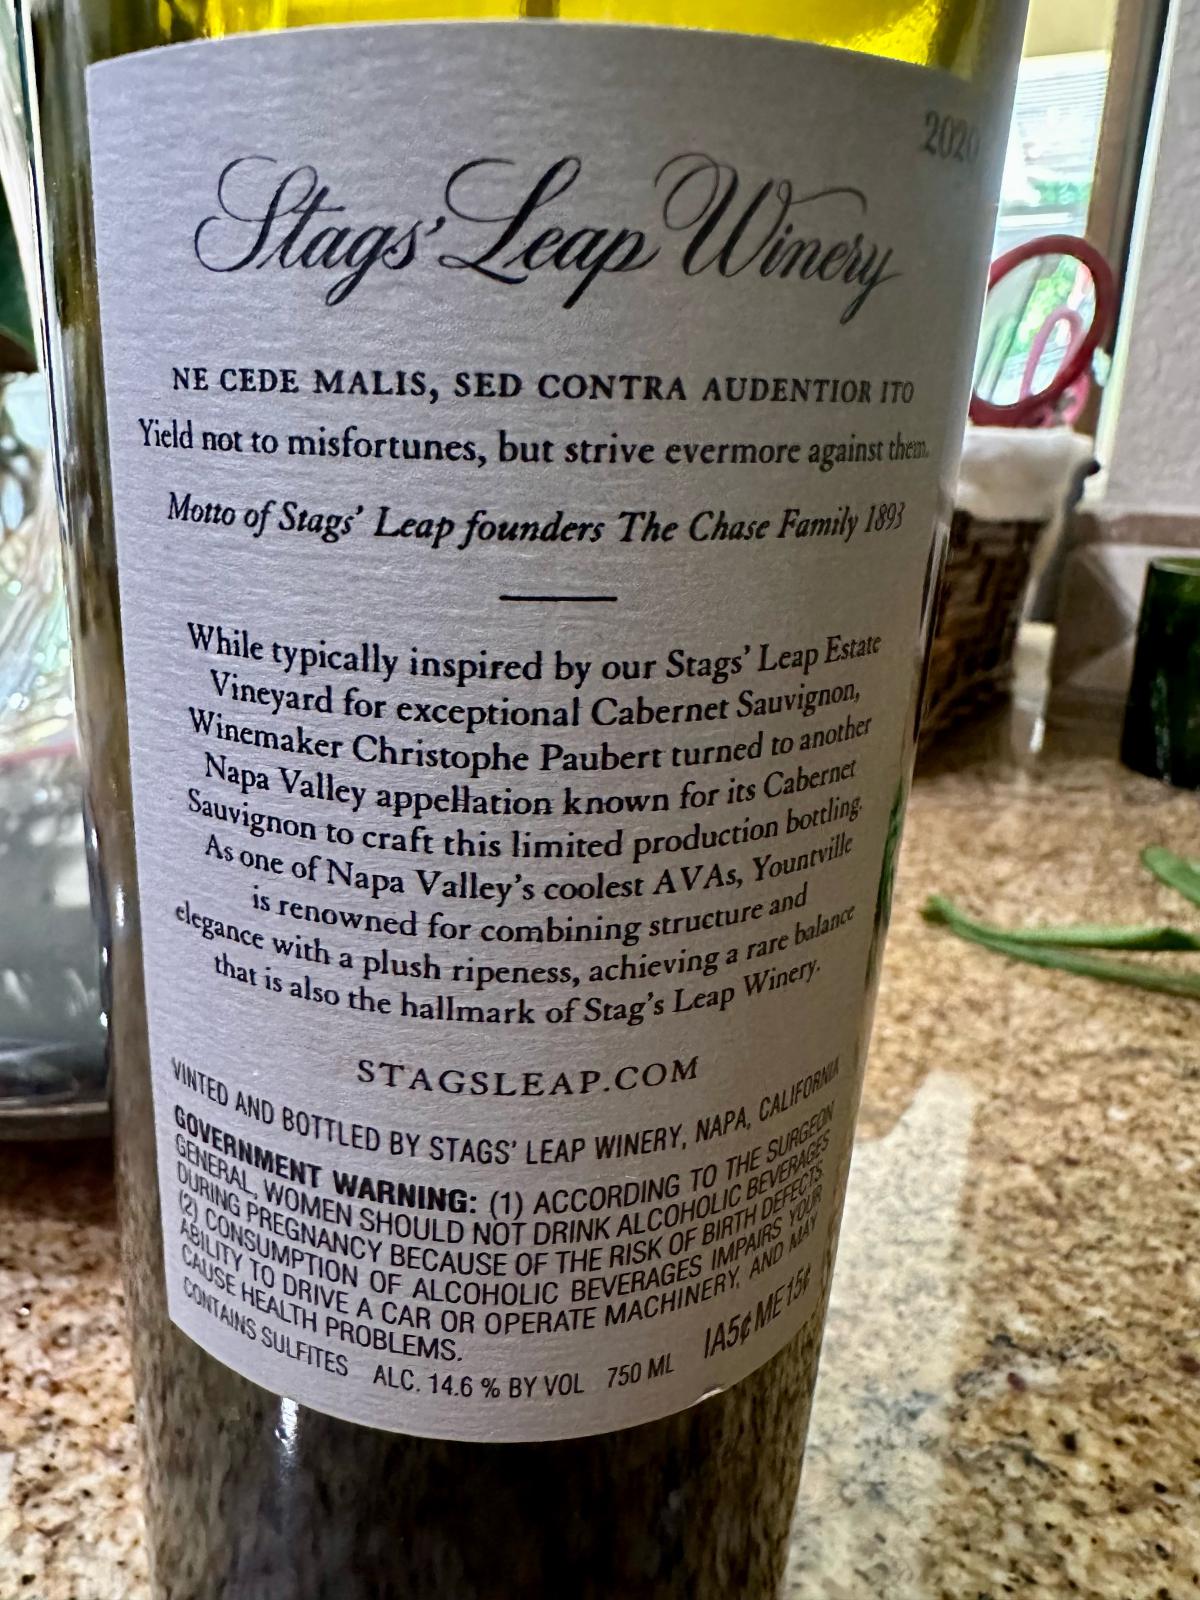 2020
Stags' Leap Winery
NE CEDE MALIS, SED CONTRA AUDENTIOR ITO
Yield not to misfortunes, but strive evermore against them.
Motto of Stags' Leap founders The Chase Family 1893
While typically inspired by our Stags' Leap Estate
Vineyard for exceptional Cabernet Sauvignon,
Winemaker Christophe Paubert turned to another
Napa Valley appellation known for its Cabernet
Sauvignon to craft this limited production bottling.
As one of Napa Valley's coolest AVAs, Yountville
is renowned for combining structure and
elegance with a plush ripeness, achieving a rare balance
that is also the hallmark of Stag's Leap Winery.
STAGSLEAP.COM
VINTED AND BOTTLED BY STAGS' LEAP WINERY, NAPA, CALIFORNIA
GOVERNMENT WARNING: (1) ACCORDING TO THE SURGEON
GENERAL, WOMEN SHOULD NOT DRINK ALCOHOLIC BEVERAGES
DURING PREGNANCY BECAUSE OF THE RISK OF BIRTH DEFECTS.
(2) CONSUMPTION OF ALCOHOLIC BEVERAGES IMPAIRS YOUR
ABILITY TO DRIVE A CAR OR OPERATE MACHINERY, AND MAY
CAUSE HEALTH PROBLEMS.
CONTAINS SULFITES ALC. 14.6 % BY VOL 750 ML IA5¢ ME 15¢